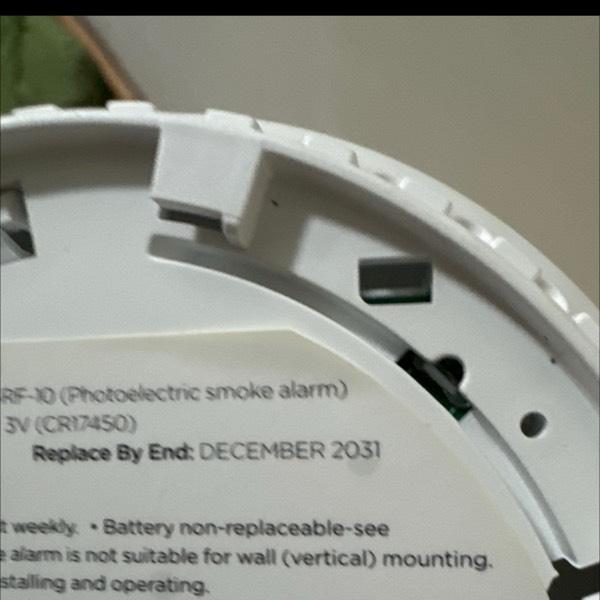 RF-10 (Photoelectric smoke alarm)
3V (CR17450)
Replace By End: DECEMBER 2031
t weekly. • Battery non-replaceable-see
e alarm is not suitable for wall (vertical) mounting.
stalling and operating.